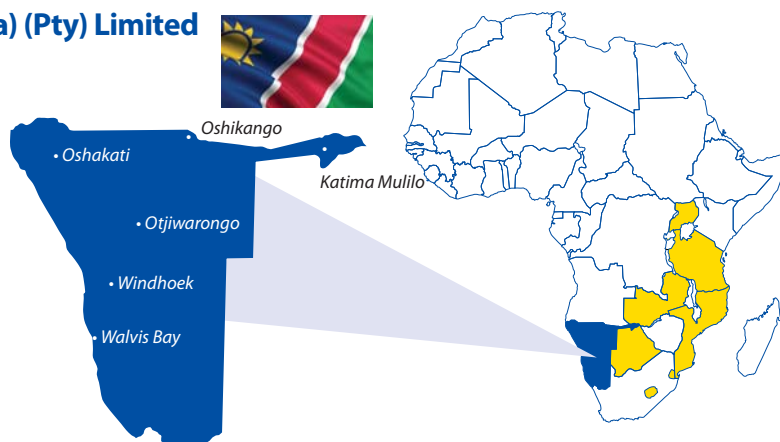 a) (Pty) Limited
Oshikango
Oshakati
Katima Mulilo
Otjiwarongo
Windhoek
Walvis Bay